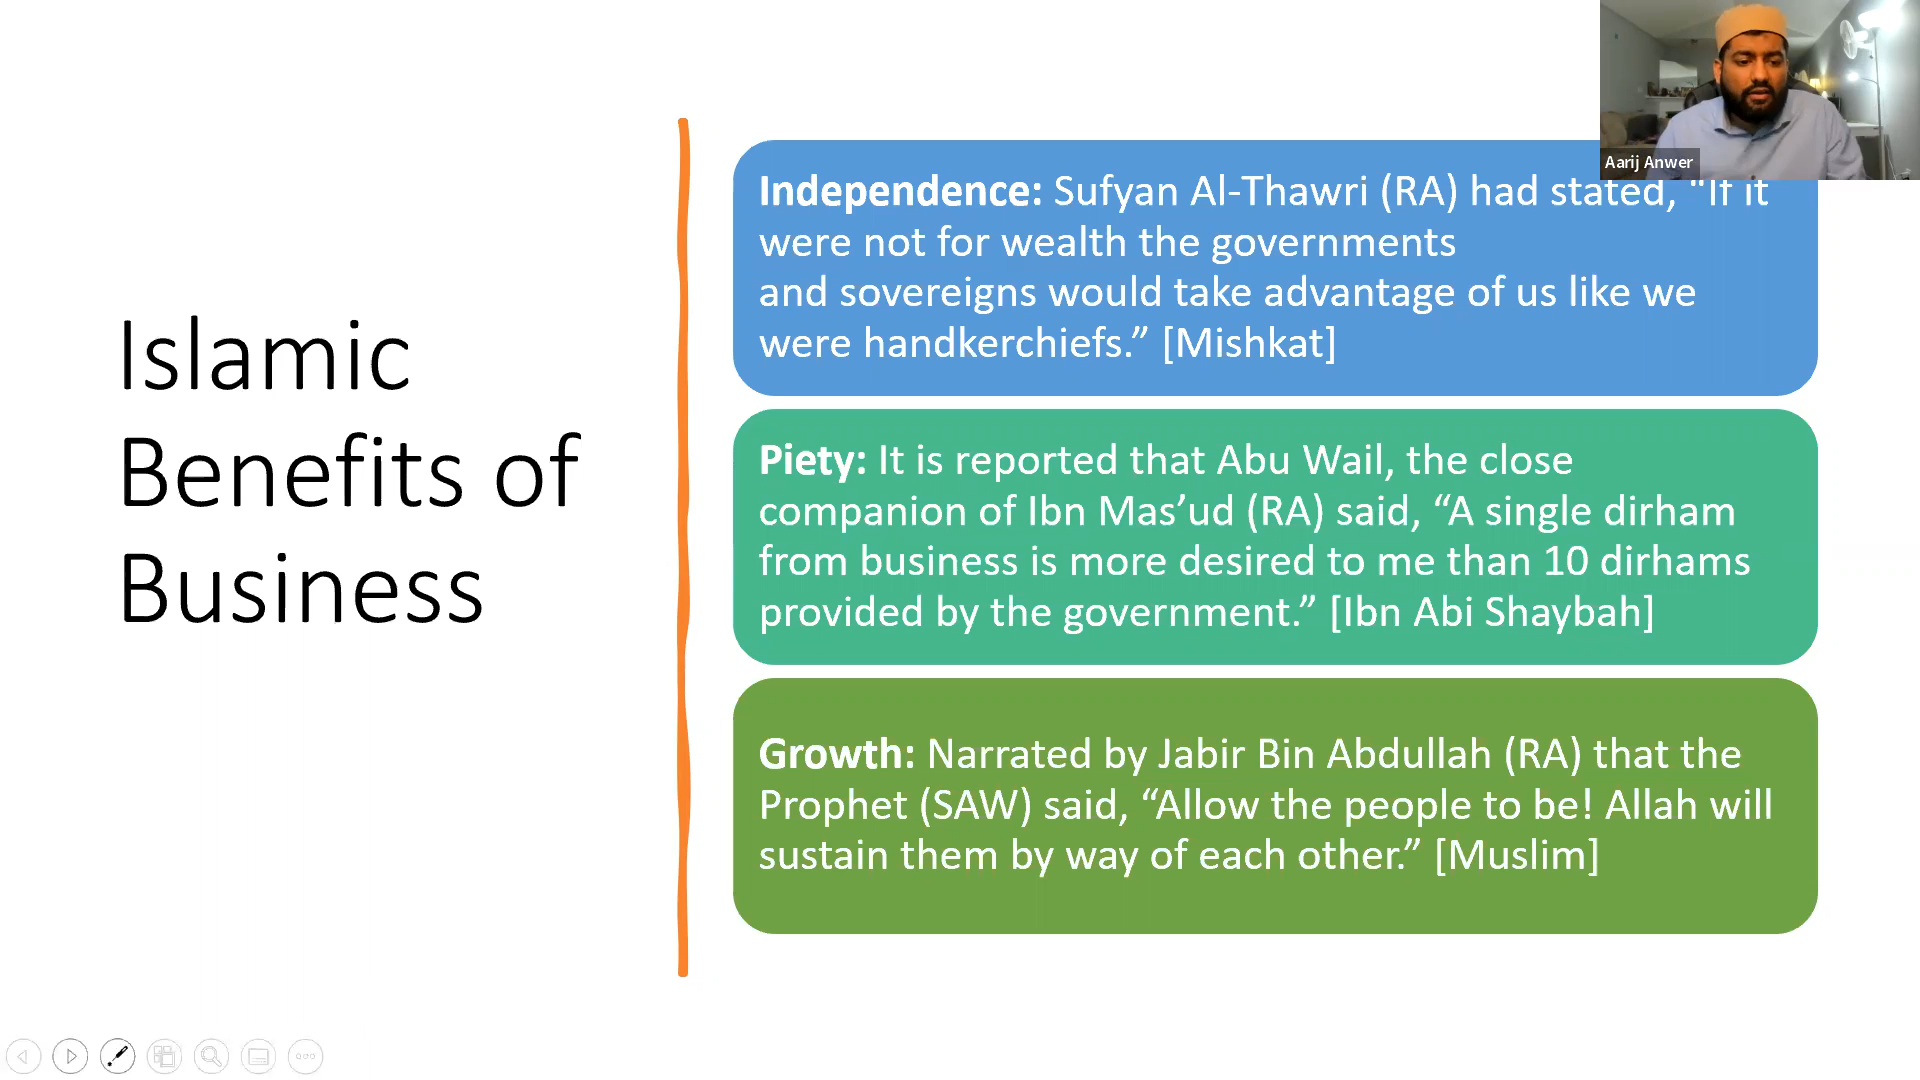 Islamic
Benefits of
Business
Aarij Anwer
Independence: Sufyan Al-Thawri (RA) had stated, “If it
were not for wealth the governments
and sovereigns would take advantage of us like we
were handkerchiefs.” [Mishkat]
Piety: It is reported that Abu Wail, the close
companion of Ibn Mas’ud (RA) said, “A single dirham
from business is more desired to me than 10 dirhams
provided by the government.” [Ibn Abi Shaybah]
Growth: Narrated by Jabir Bin Abdullah (RA) that the
Prophet (SAW) said, “Allow the people to be! Allah will
sustain them by way of each other.” [Muslim]